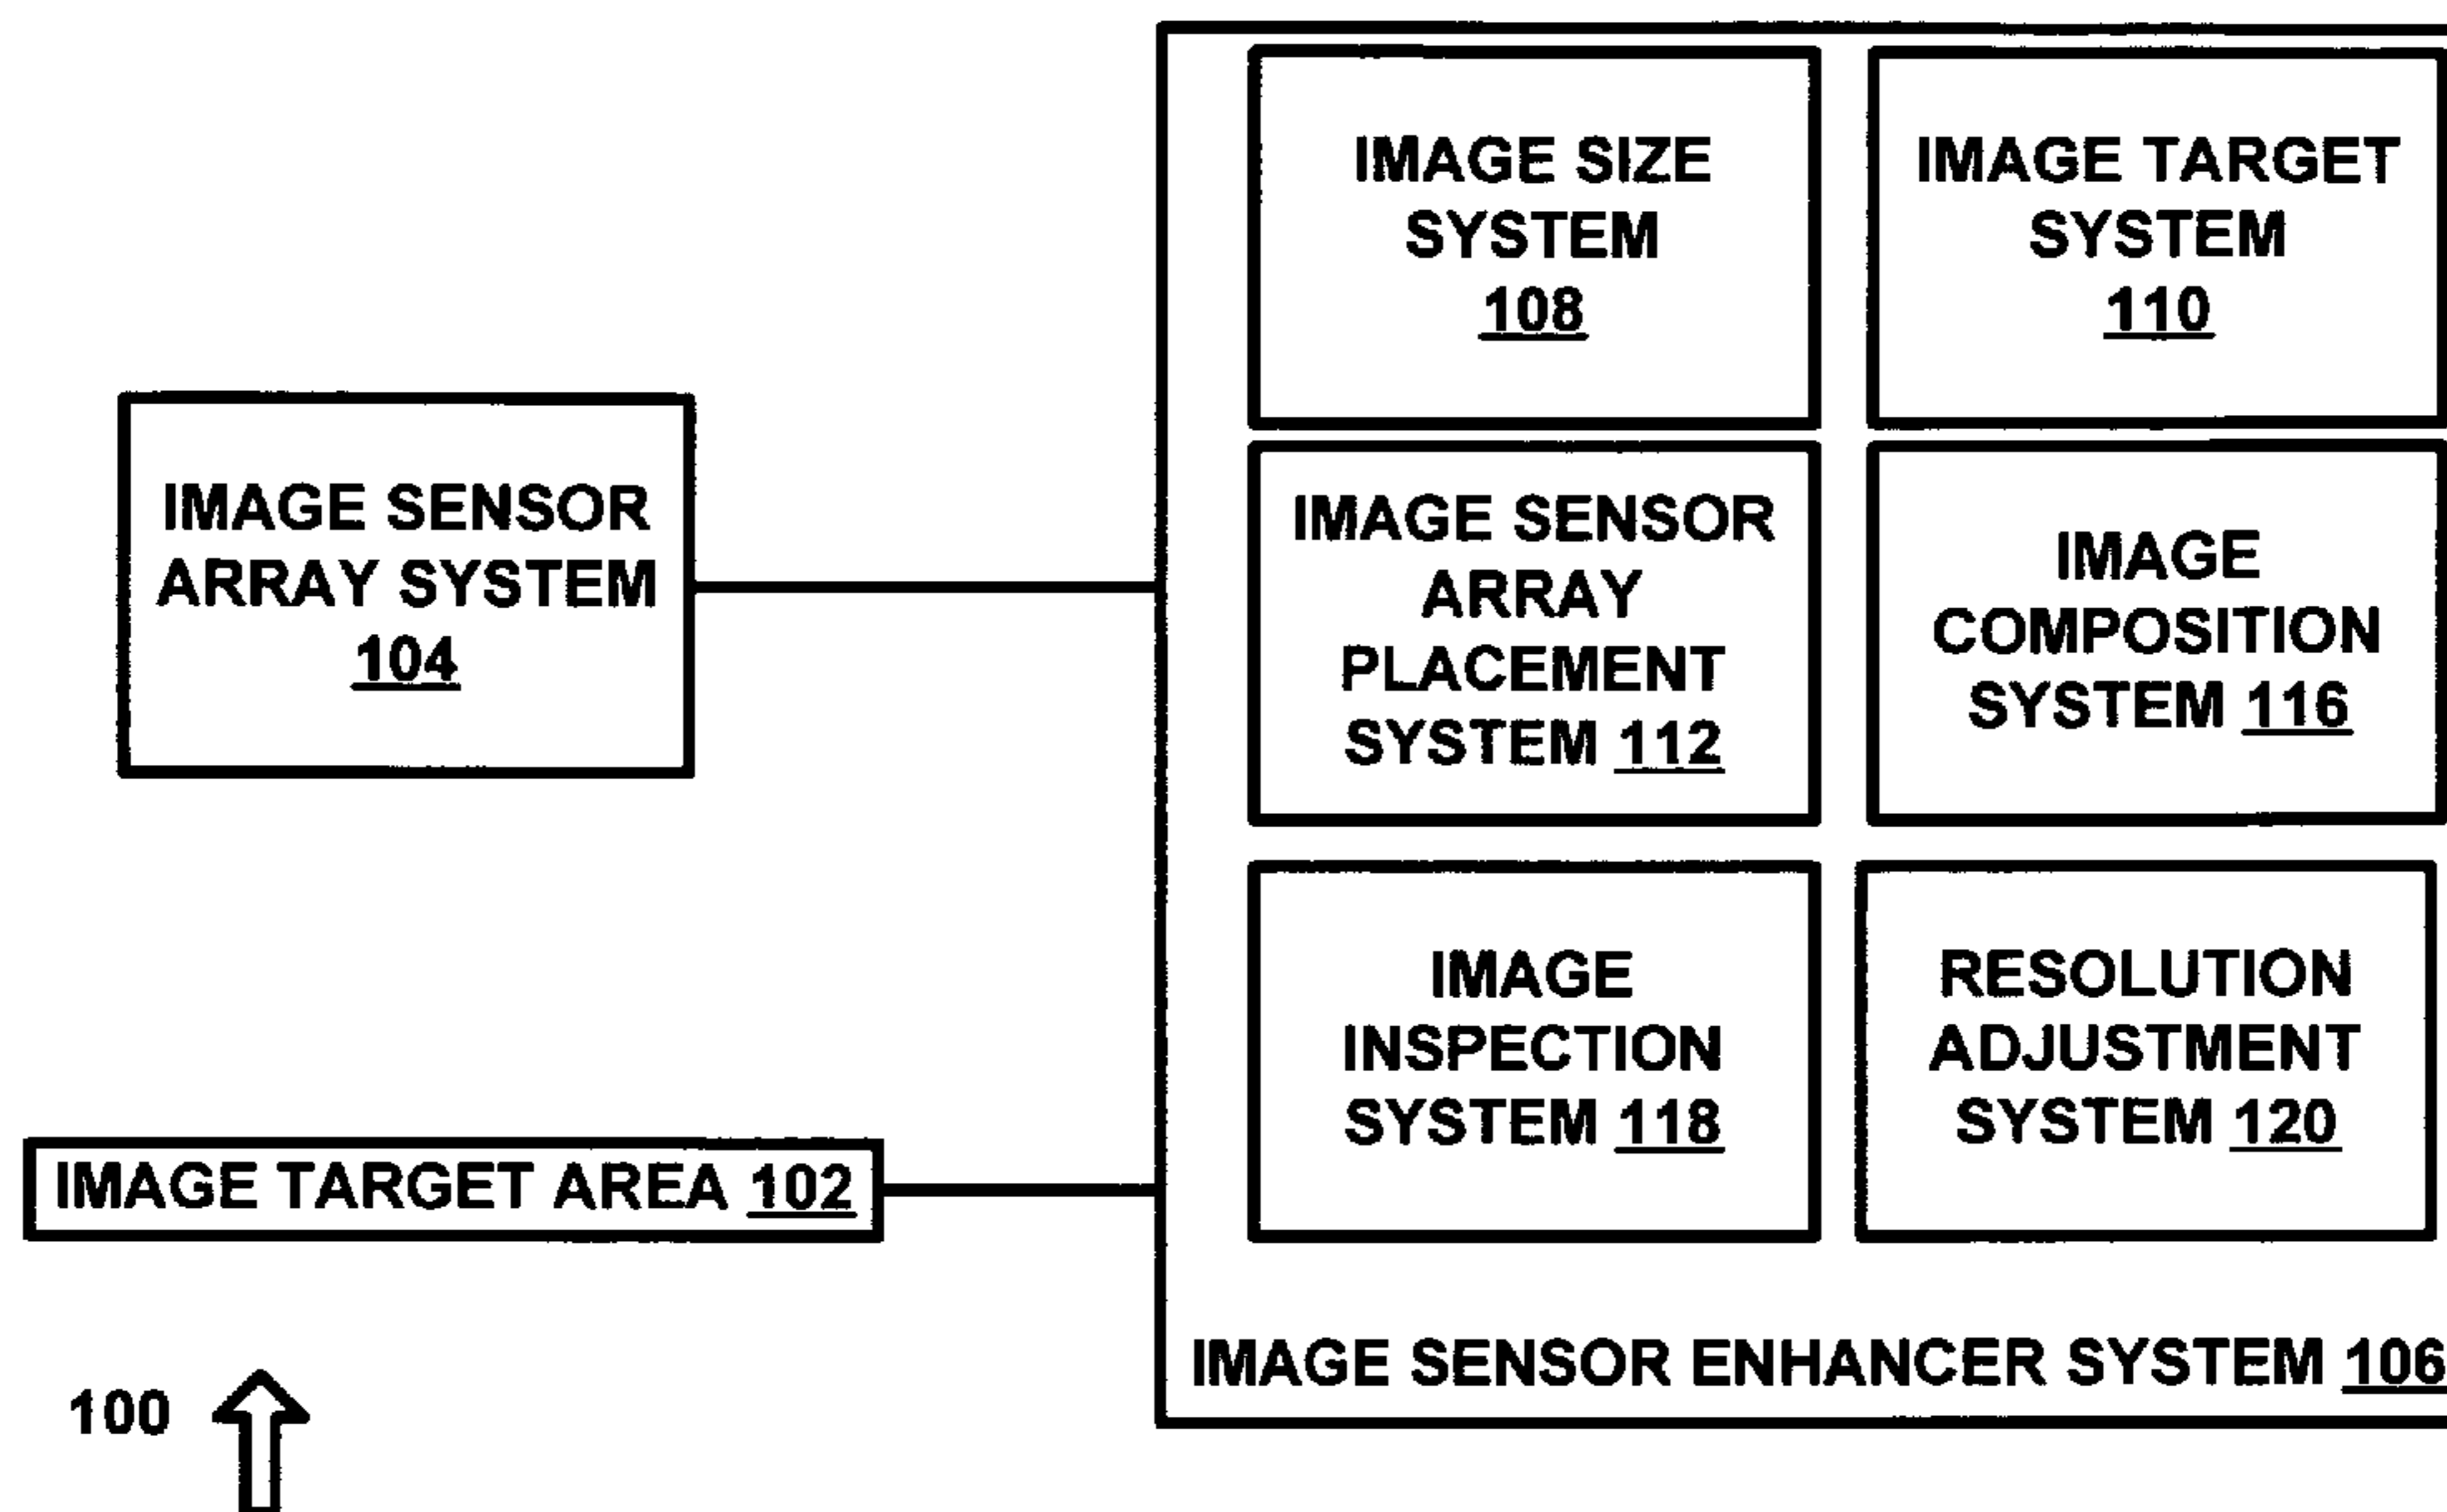 IMAGE SIZE
SYSTEM
108
IMAGE TARGET
SYSTEM
110
IMAGE SENSOR
ARRAY SYSTEM
104
IMAGE SENSOR
ARRAY
PLACEMENT
SYSTEM 112
IMAGE
COMPOSITION
SYSTEM 116
IMAGE
INSPECTION
SYSTEM 118
RESOLUTION
ADJUSTMENT
SYSTEM 120
IMAGE TARGET AREA 102
IMAGE SENSOR ENHANCER SYSTEM 106
100